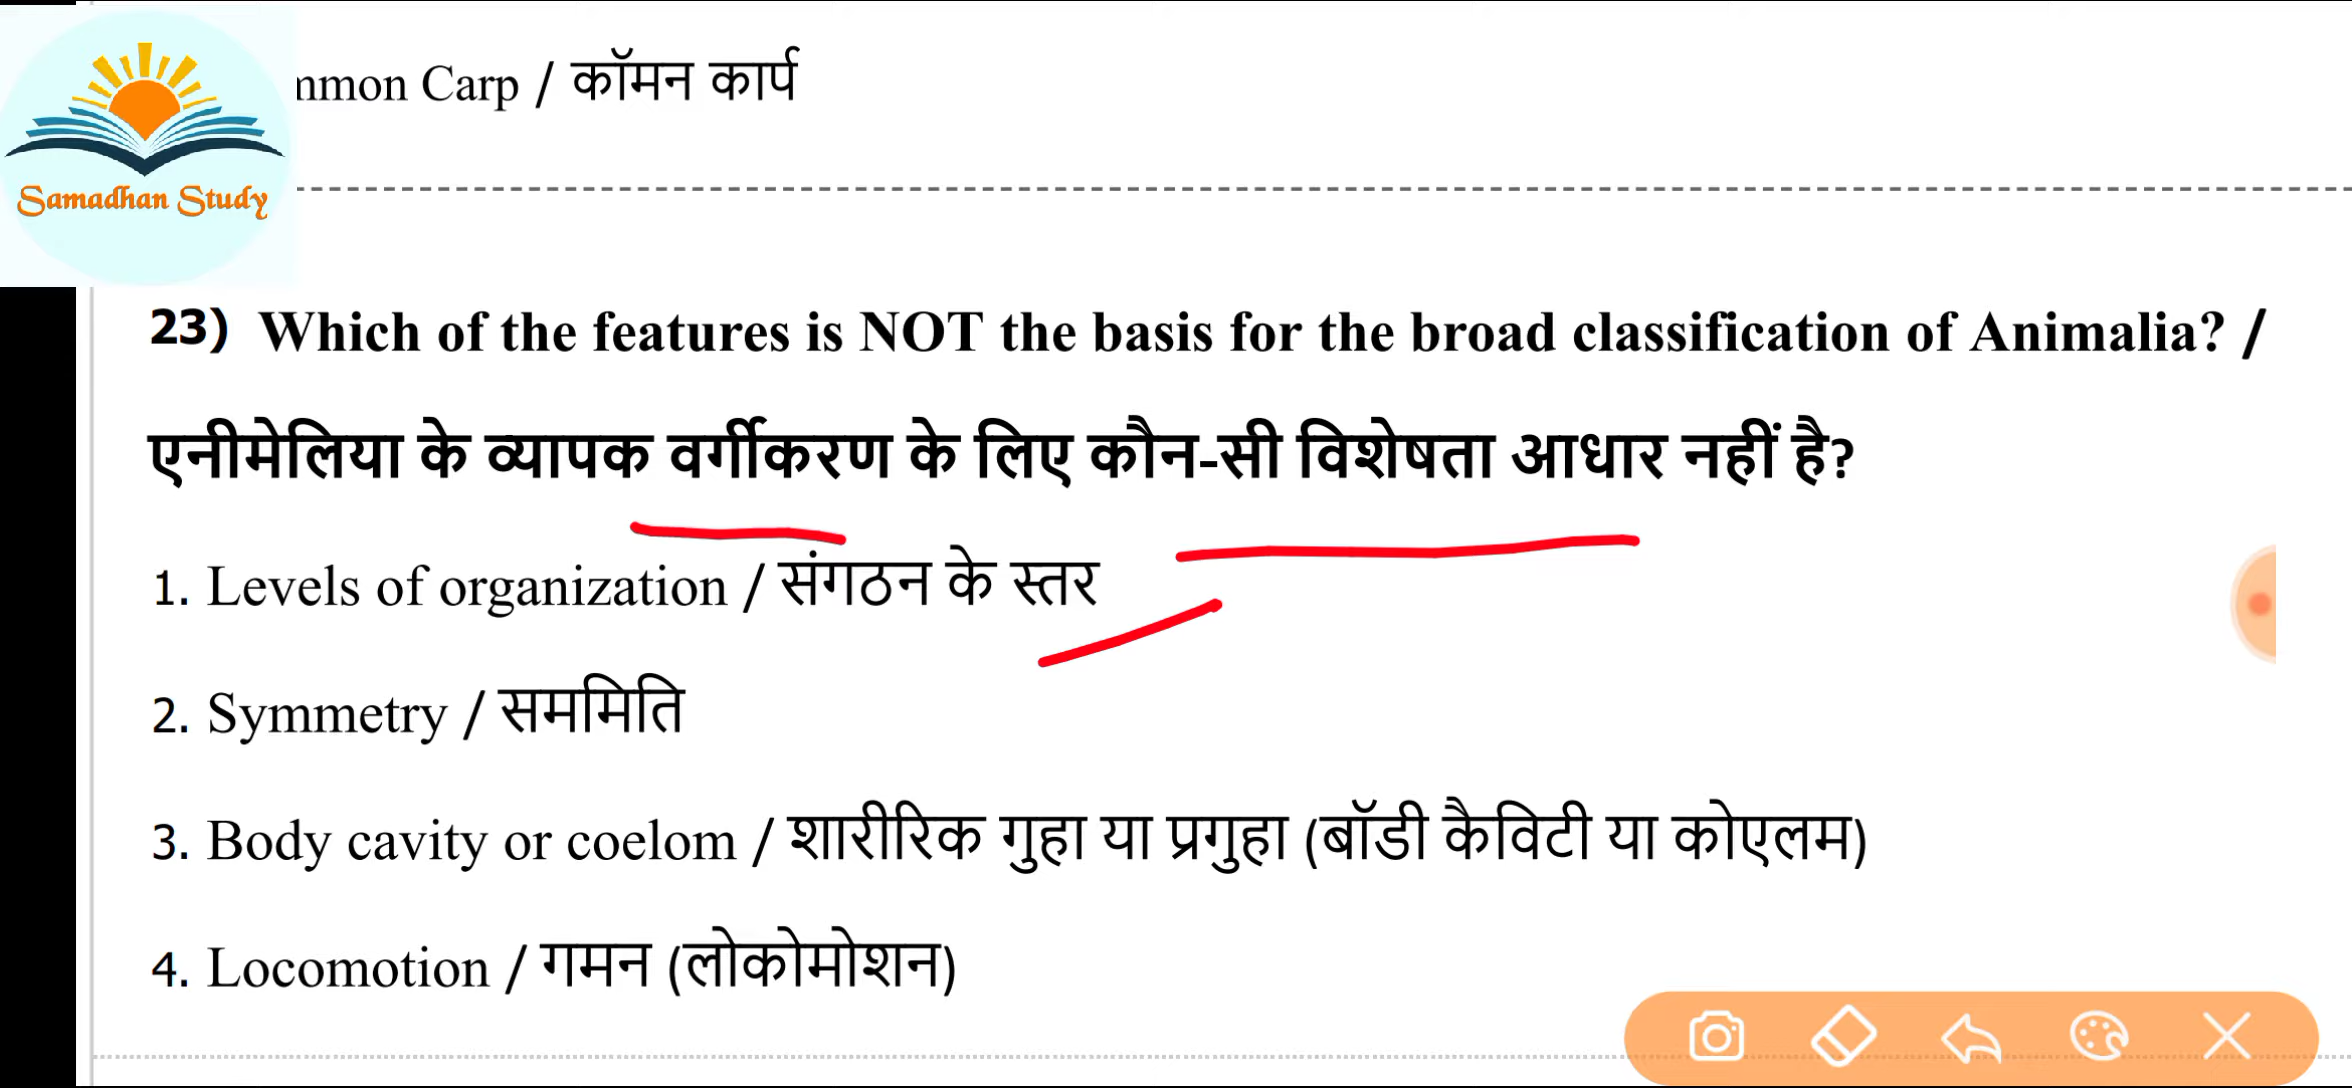 Common Carp / कॉमन कार्प
Samadhan Study
23) Which of the features is NOT the basis for the broad classification of Animalia? /
एनीमेलिया के व्यापक वर्गीकरण के लिए कौन-सी विशेषता आधार नहीं है?
1. Levels of organization / संगठन के स्तर
2. Symmetry / सममिति
3. Body cavity or coelom / शारीरिक गुहा या प्रगुहा (बॉडी कैविटी या कोएलम)
4. Locomotion / गमन (लोकोमोशन)